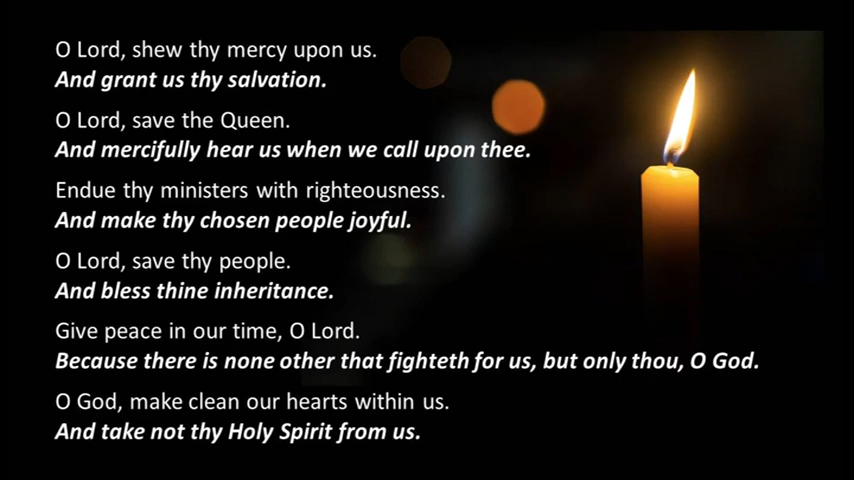 O Lord, shew thy mercy upon us.
And grant us thy salvation.
O Lord, save the Queen.
And mercifully hear us when we call upon thee.
Endue thy ministers with righteousness.
And make thy chosen people joyful.
O Lord, save thy people.
And bless thine inheritance.
Give peace in our time, O Lord.
Because there is none other that fighteth for us, but only thou, O God.
O God, make clean our hearts within us.
And take not thy Holy Spirit from us.